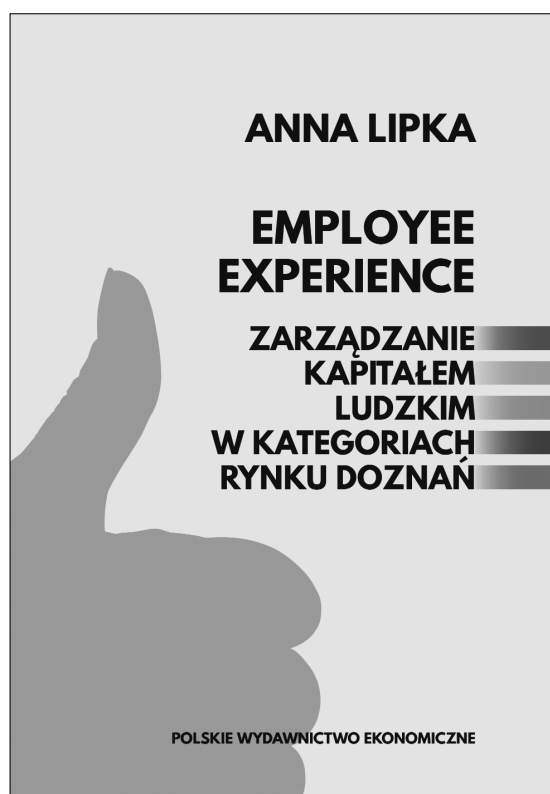 ANNA LIPKA
EMPLOYEE
EXPERIENCE
ZARZĄDZANIE
KAPITAŁEM
LUDZKIM
W KATEGORIACH
RYNKU DOZNAŃ
POLSKIE WYDAWNICTWO EKONOMICZNE